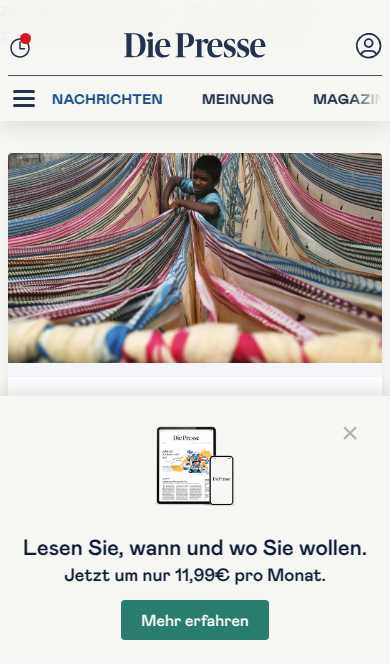 Die Presse
NACHRICHTEN MEINUNG MAGAZIN
Die Presse
Die Presse
Lesen Sie, wann und wo Sie wollen.
Jetzt um nur 11,99€ pro Monat.
Mehr erfahren